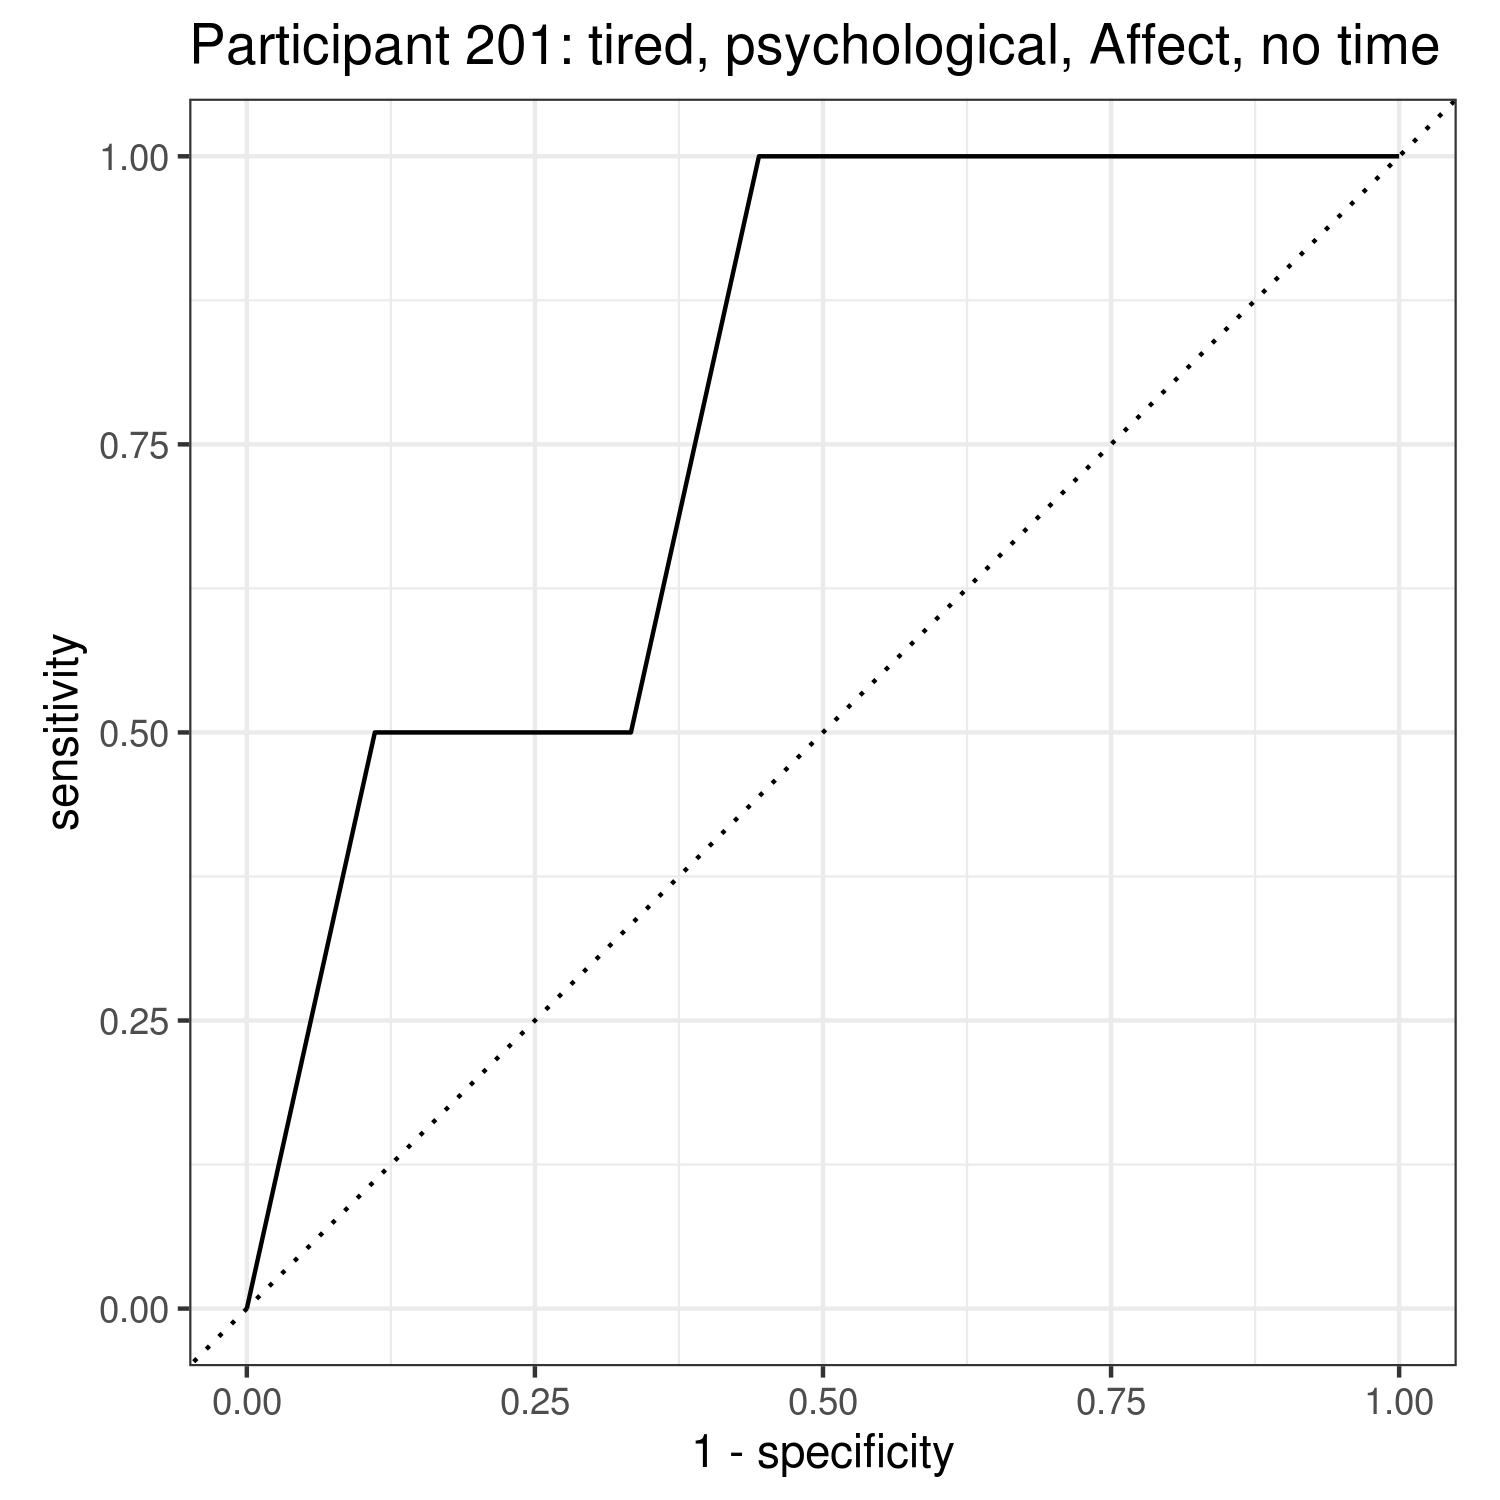 Participant 201: tired, psychological, Affect, no time
1.00
0.75
0.50
0.25
0.00
sensitivity
0.00 0.25 0.50 0.75 1.00
1 - specificity